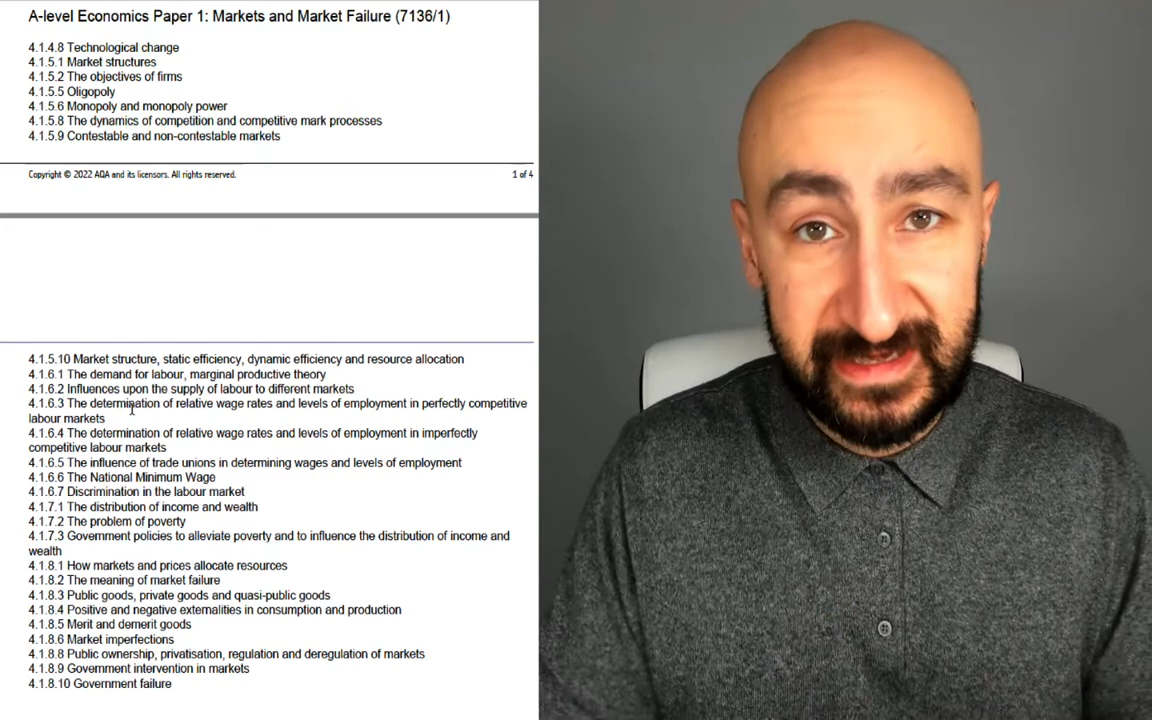 A-level Economics Paper 1: Markets and Market Failure (7136/1)
4.1.4.8 Technological change
4.1.5.1 Market structures
4.1.5.2 The objectives of firms
4.1.5.5 Oligopoly
4.1.5.6 Monopoly and monopoly power
4.1.5.8 The dynamics of competition and competitive mark processes
4.1.5.9 Contestable and non-contestable markets
Copyright © 2022 AQA and its licensors. All rights reserved. 1 of 4
4.1.5.10 Market structure, static efficiency, dynamic efficiency and resource allocation
4.1.6.1 The demand for labour, marginal productive theory
4.1.6.2 Influences upon the supply of labour to different markets
4.1.6.3 The determination of relative wage rates and levels of employment in perfectly competitive
labour markets
4.1.6.4 The determination of relative wage rates and levels of employment in imperfectly
competitive labour markets
4.1.6.5 The influence of trade unions in determining wages and levels of employment
4.1.6.6 The National Minimum Wage
4.1.6.7 Discrimination in the labour market
4.1.7.1 The distribution of income and wealth
4.1.7.2 The problem of poverty
4.1.7.3 Government policies to alleviate poverty and to influence the distribution of income and
wealth
4.1.8.1 How markets and prices allocate resources
4.1.8.2 The meaning of market failure
4.1.8.3 Public goods, private goods and quasi-public goods
4.1.8.4 Positive and negative externalities in consumption and production
4.1.8.5 Merit and demerit goods
4.1.8.6 Market imperfections
4.1.8.8 Public ownership, privatisation, regulation and deregulation of markets
4.1.8.9 Government intervention in markets
4.1.8.10 Government failure